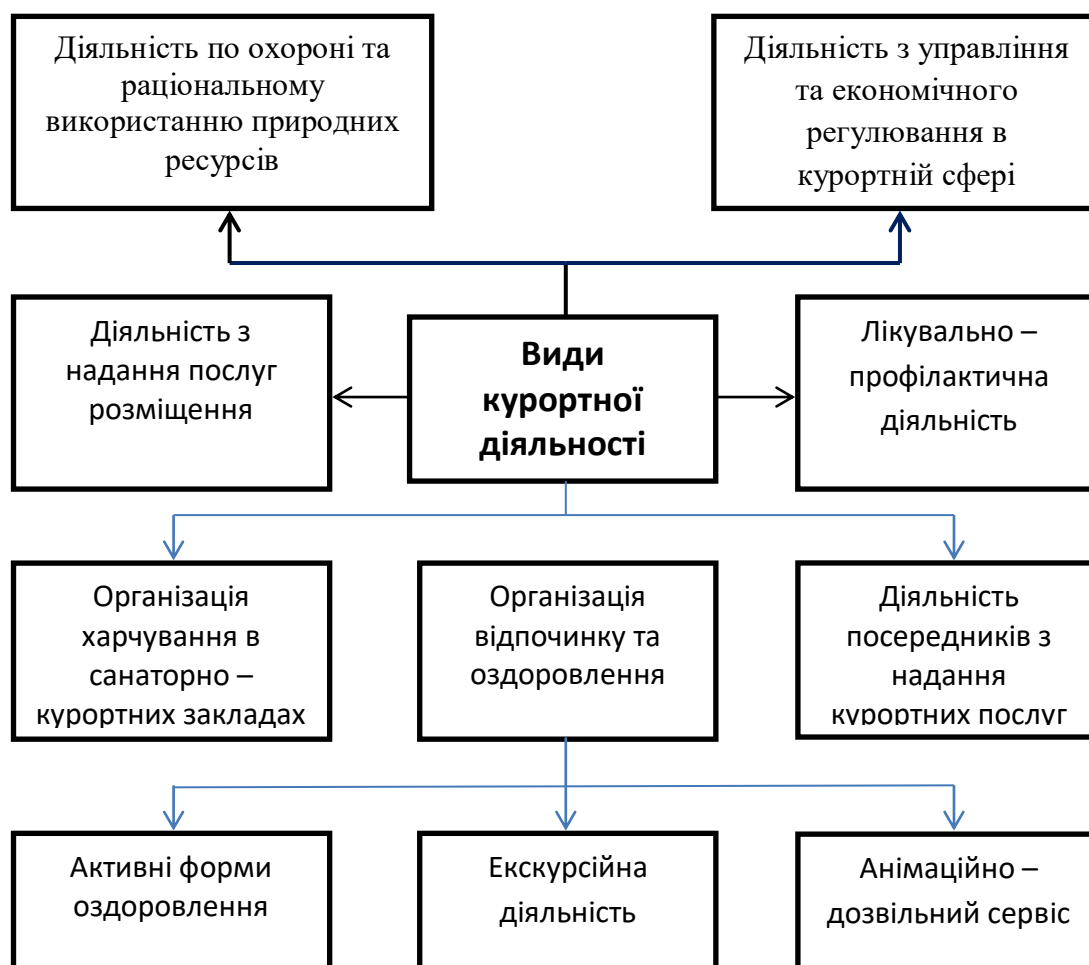 Діяльність по охороні та
раціональному
використанню природних
ресурсів
Діяльність з управління
та економічного
регулювання в
курортній сфері
Діяльність з
надання послуг
розміщення
Види
курортної
діяльності
Лікувально –
профілактична
діяльність
Організація
харчування в
санаторно –
курортних закладах
Організація
відпочинку та
оздоровлення
Діяльність
посередників з
надання
курортних послуг
Активні форми
оздоровлення
Екскурсійна
діяльність
Анімаційно –
дозвільний сервіс